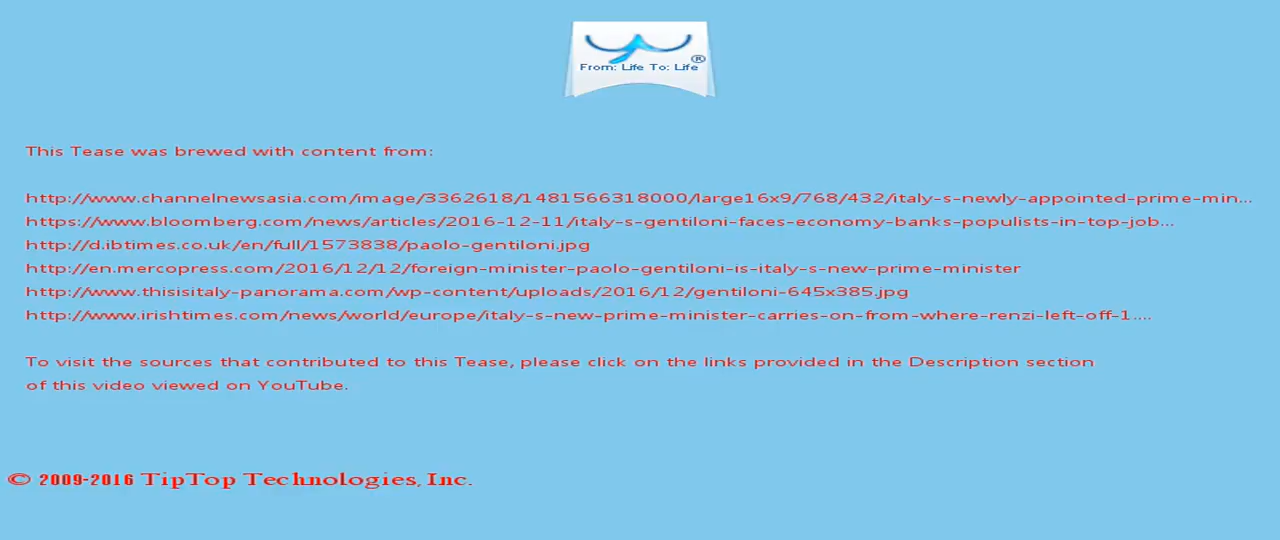 From: Life To: Life ®
This Tease was brewed with content from:
http://www.channelnewsasia.com/image/3362618/1481566318000/large16x9/768/432/italy-s-newly-appointed-prime-min...
https://www.bloomberg.com/news/articles/2016-12-11/italy-s-gentiloni-faces-economy-banks-populists-in-top-job...
http://d.ibtimes.co.uk/en/full/1573838/paolo-gentiloni.jpg
http://en.mercopress.com/2016/12/12/foreign-minister-paolo-gentiloni-is-italy-s-new-prime-minister
http://www.thisisitaly-panorama.com/wp-content/uploads/2016/12/gentiloni-645x385.jpg
http://www.irishtimes.com/news/world/europe/italy-s-new-prime-minister-carries-on-from-where-renzi-left-off-1....
To visit the sources that contributed to this Tease, please click on the links provided in the Description section
of this video viewed on YouTube.
© 2009-2016 TipTop Technologies, Inc.